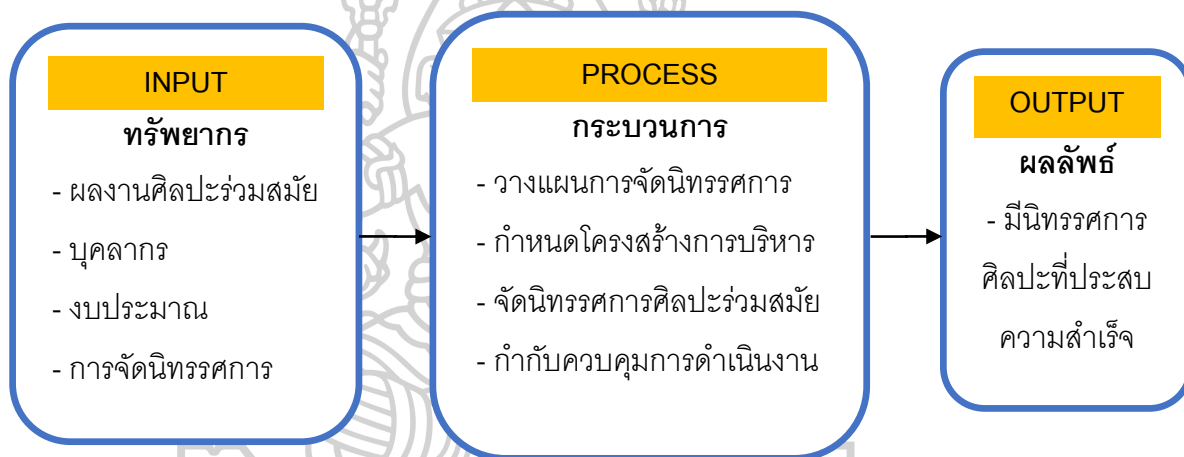 INPUT
ทรัพยากร
- ผลงานศิลปะร่วมสมัย
- บุคลากร
- งบประมาณ
- การจัดนิทรรศการ
PROCESS
กระบวนการ
- วางแผนการจัดนิทรรศการ
- กำหนดโครงสร้างการบริหาร
- จัดนิทรรศการศิลปะร่วมสมัย
- กำกับควบคุมการดำเนินงาน
OUTPUT
ผลลัพธ์
- มีนิทรรศการ
ศิลปะที่ประสบ
ความสำเร็จ